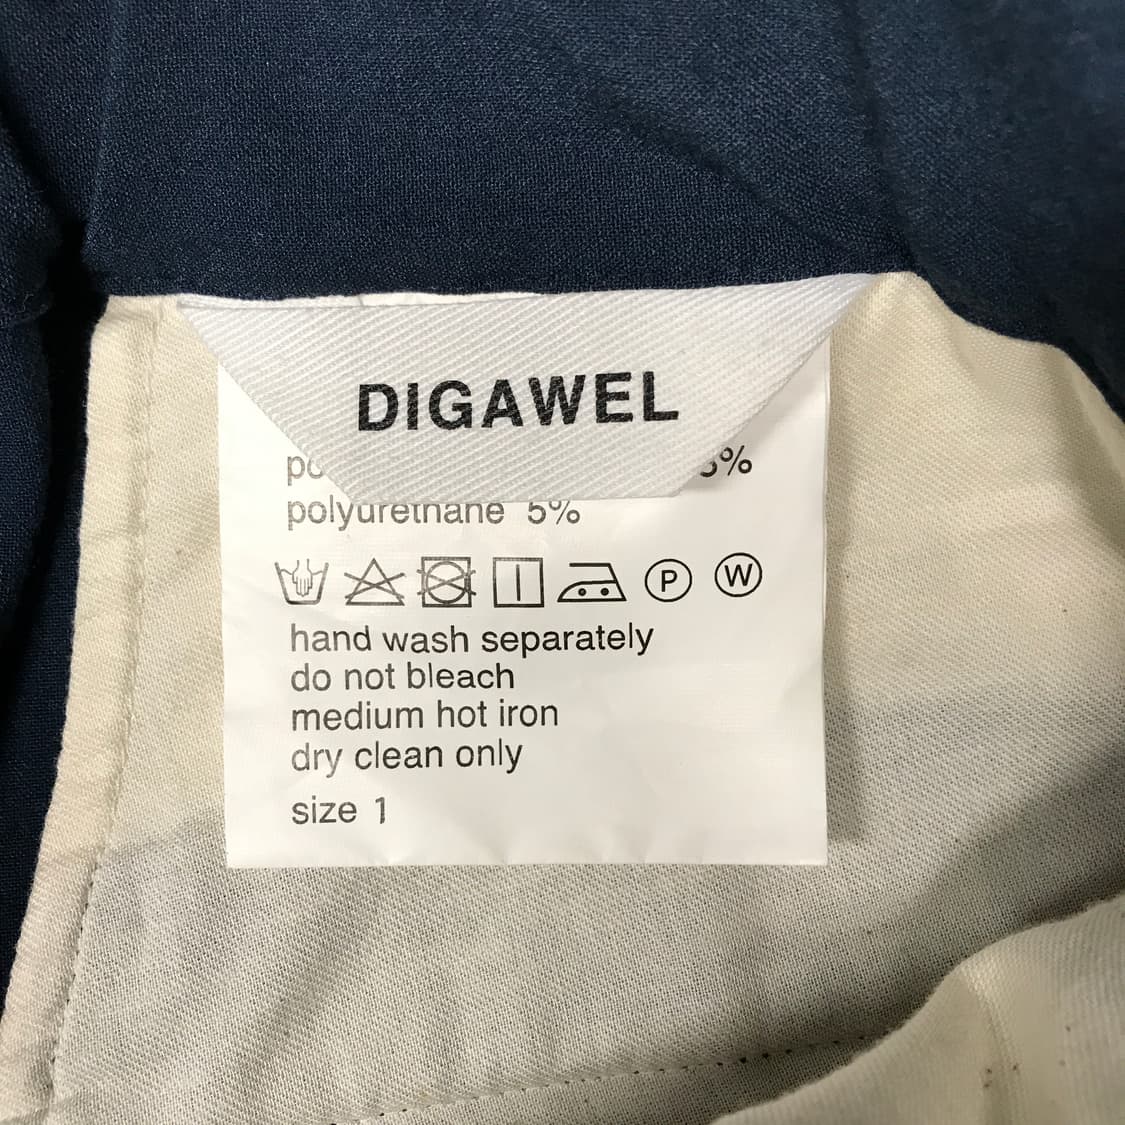 DIGAWEL
polyurethane 5%
P W
hand wash separately
do not bleach
medium hot iron
dry clean only
size 1